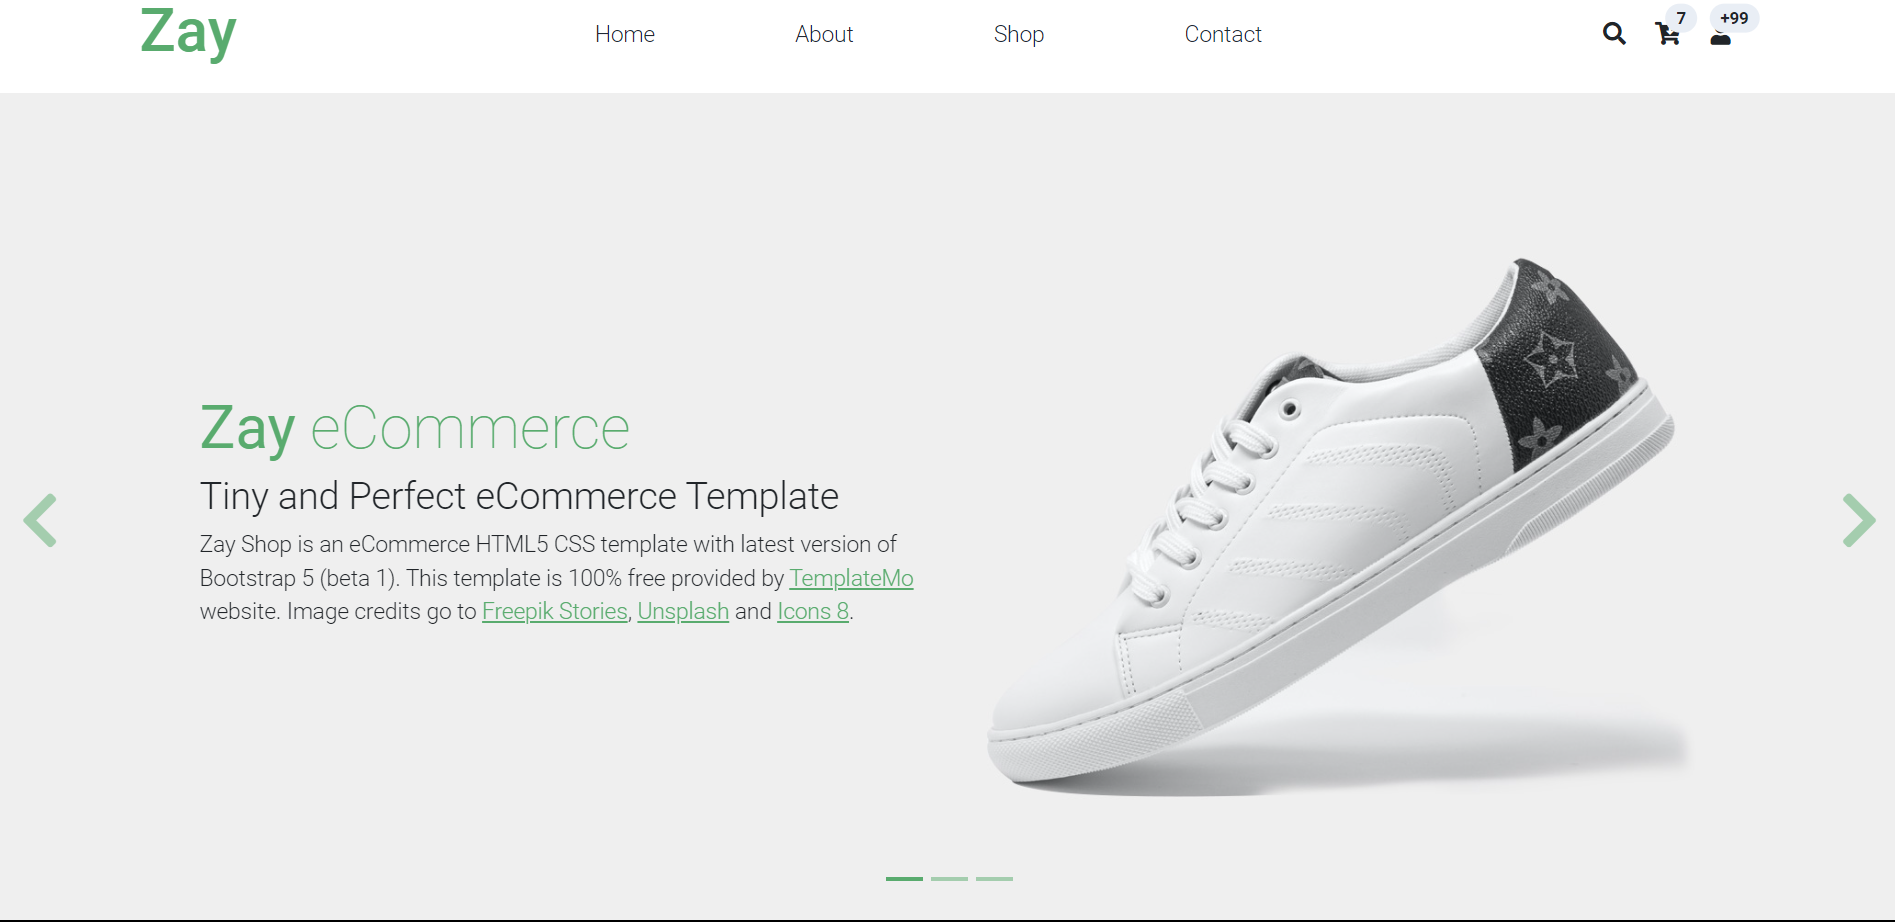 Zay
Home
About
Shop
Contact
7
+99
Zay eCommerce
Tiny and Perfect eCommerce Template
Zay Shop is an eCommerce HTML5 CSS template with latest version of
Bootstrap 5 (beta 1). This template is 100% free provided by TemplateMo
website. Image credits go to Freepik Stories, Unsplash and Icons 8.